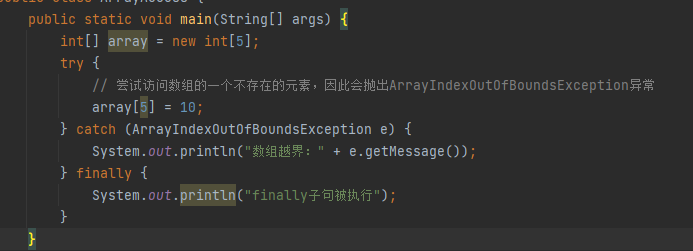 public static void main(String[] args) {
int[] array = new int[5];
try {
// 尝试访问数组的一个不存在的元素，因此会抛出ArrayIndexOutOfBoundsException异常
array[5] = 10;
} catch (ArrayIndexOutOfBoundsException e) {
System.out.println("数组越界：" + e.getMessage());
} finally {
System.out.println("finally子句被执行");
}
}